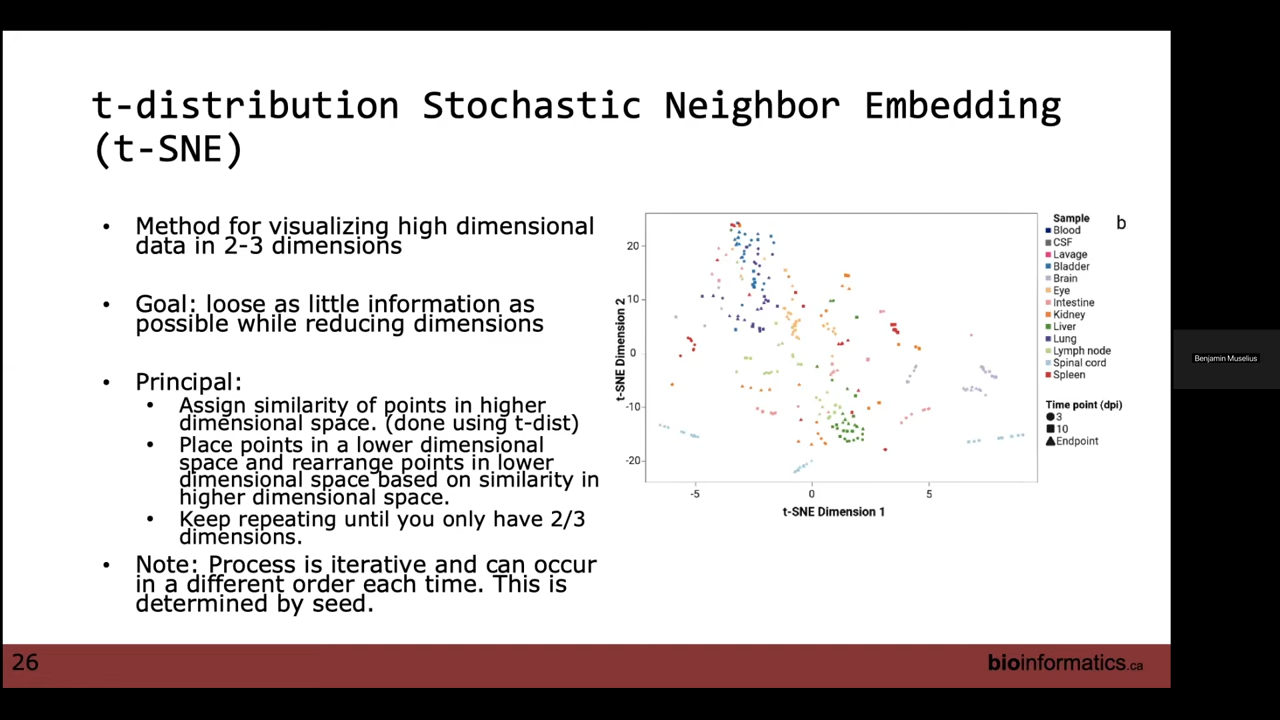 t-distribution Stochastic Neighbor Embedding
(t-SNE)
• Method for visualizing high dimensional
data in 2-3 dimensions
• Goal: loose as little information as
possible while reducing dimensions
• Principal:
• Assign similarity of points in higher
dimensional space. (done using t-dist)
• Place points in a lower dimensional
space and rearrange points in lower
dimensional space based on similarity in
higher dimensional space.
• Keep repeating until you only have 2/3
dimensions.
• Note: Process is iterative and can occur
in a different order each time. This is
determined by seed.
b
t-SNE Dimension 2
20
10
0
-10
-20
-5
0
5
t-SNE Dimension 1
Sample
Blood
CSF
Lavage
Bladder
Brain
Eye
Intestine
Kidney
Liver
Lung
Lymph node
Spinal cord
Spleen
Time point (dpi)
3
10
Endpoint
Benjamin Muselius
26
bioinformatics.ca